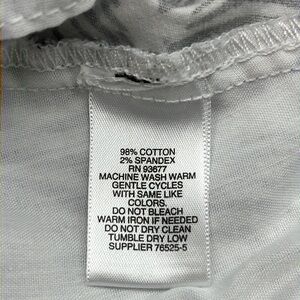 98% COTTON
2% SPANDEX
RN 93677
MACHINE WASH WARM
GENTLE CYCLES
WITH SAME LIKE
COLORS.
DO NOT BLEACH
WARM IRON IF NEEDED
DO NOT DRY CLEAN
TUMBLE DRY LOW
SUPPLIER 76525-5